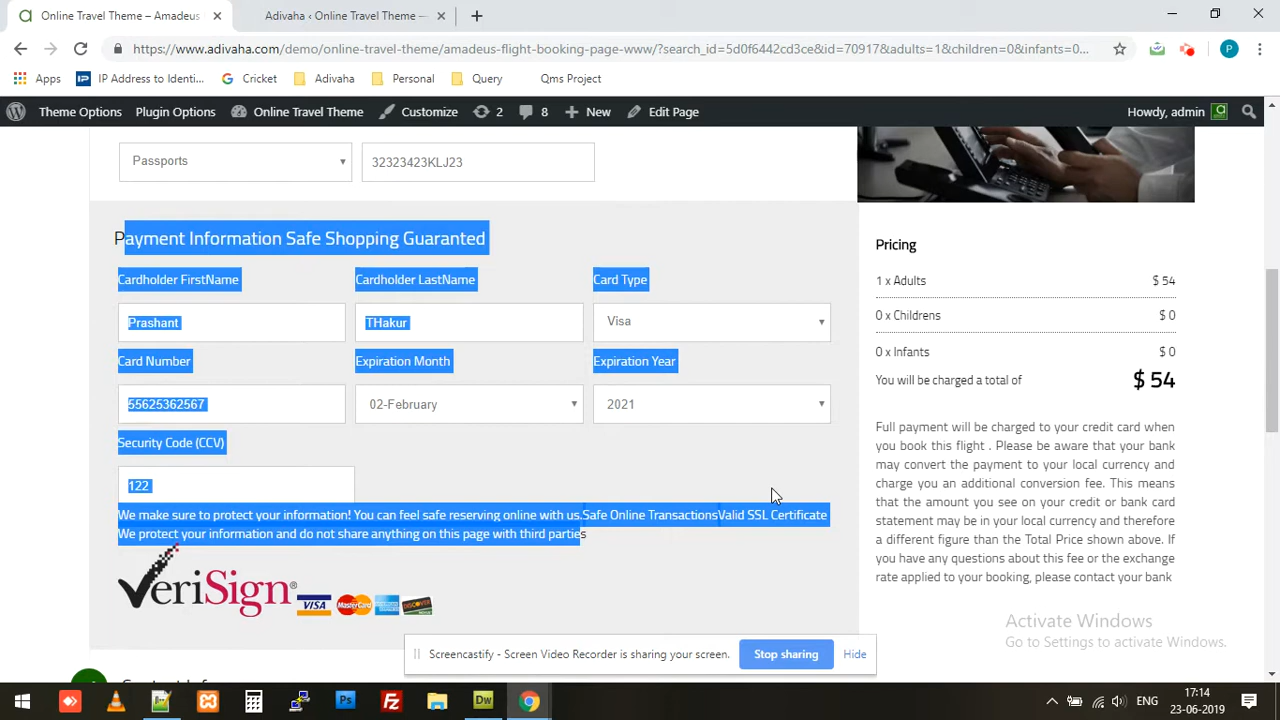 Online Travel Theme – Amadeus
Adivaha ‹ Online Travel Theme —
https://www.adivaha.com/demo/online-travel-theme/amadeus-flight-booking-page-www/?search_id=5d0f6442cd3ce&id=70917&adults=1&children=0&infants=0...
P
Apps
IP
IP Address to Identi...
Cricket
Adivaha
Personal
Query
Qms Project
Theme Options
Plugin Options
Online Travel Theme
Customize
2
8
New
Edit Page
Howdy, admin
Passports
32323423KLJ23
Payment Information Safe Shopping Guaranted
Cardholder FirstName
Cardholder LastName
Card Type
Prashant
THakur
Visa
Card Number
Expiration Month
Expiration Year
55625362567
02-February
2021
Security Code (CCV)
122
We make sure to protect your information! You can feel safe reserving online with us.Safe Online TransactionsValid SSL Certificate
We protect your information and do not share anything on this page with third parties
VeriSign®
VISA
MasterCard
DISCOVER
Pricing
1 x Adults
$ 54
0 x Childrens
$ 0
0 x Infants
$ 0
You will be charged a total of
$ 54
Full payment will be charged to your credit card when
you book this flight . Please be aware that your bank
may convert the payment to your local currency and
charge you an additional conversion fee. This means
that the amount you see on your credit or bank card
statement may be in your local currency and therefore
a different figure than the Total Price shown above. If
you have any questions about this fee or the exchange
rate applied to your booking, please contact your bank
Activate Windows
Go to Settings to activate Windows.
Screencastify - Screen Video Recorder is sharing your screen.
Stop sharing
Hide
Dw
Ps
Fz
ENG
17:14
23-06-2019